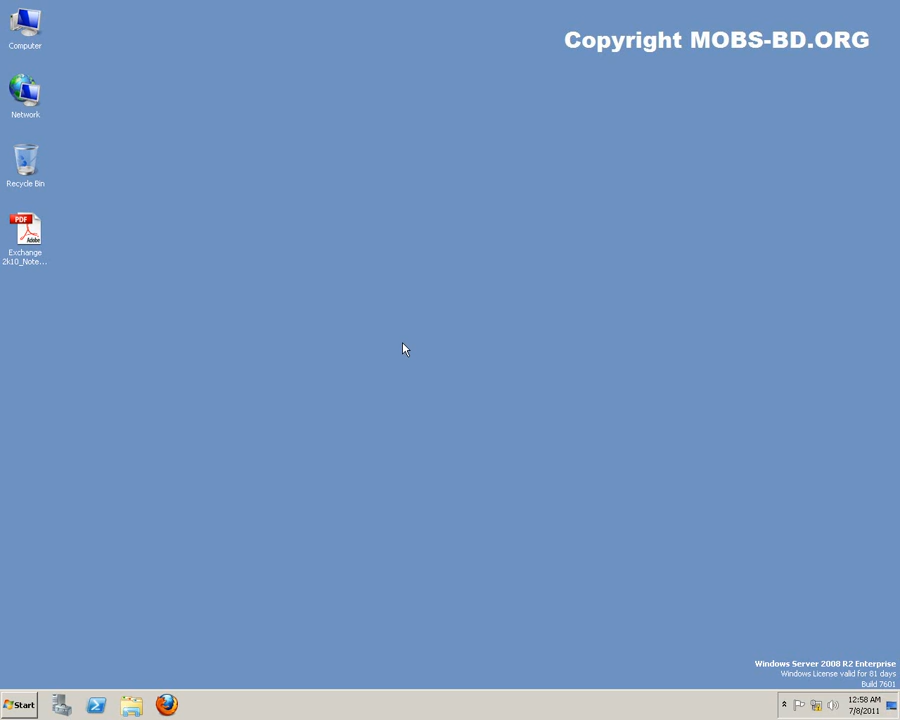 Computer
Copyright MOBS-BD.ORG
Network
Recycle Bin
PDF
Adobe
Exchange
2k10_Note...
Windows Server 2008 R2 Enterprise
Windows License valid for 81 days
Build 7601
Start
12:58 AM
7/8/2011